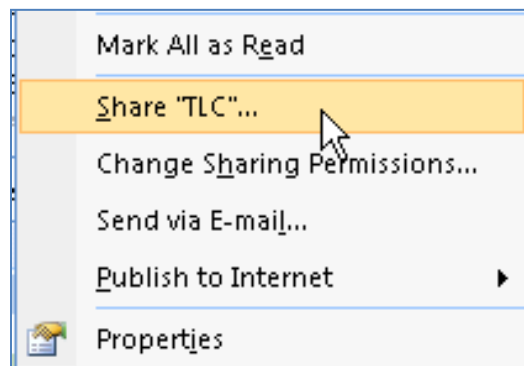 Mark All as Read
Share "TLC"...
Change Sharing Permissions...
Send via E-mail...
Publish to Internet
Properties